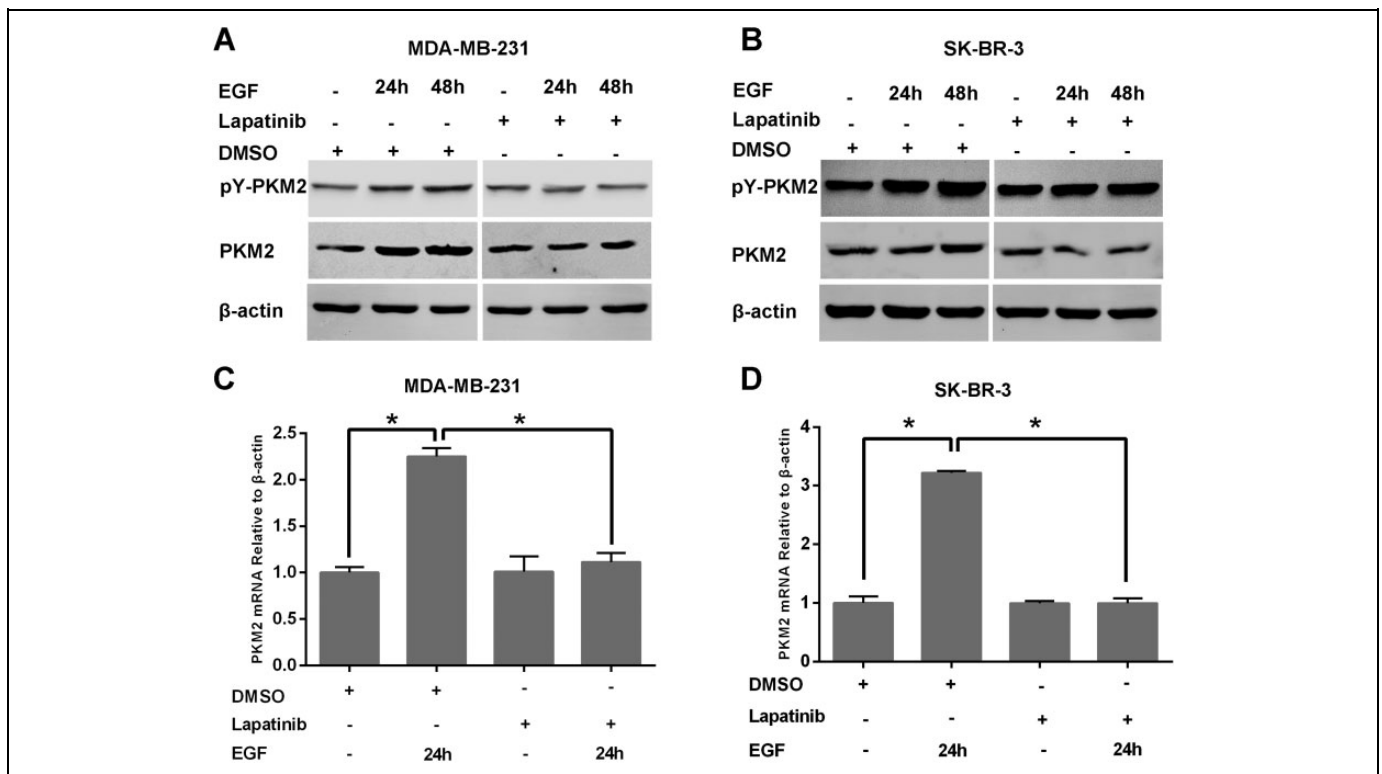 A
MDA-MB-231
EGF - 24h 48h - 24h 48h
Lapatinib - - - + + +
DMSO + + + - - -
pY-PKM2
PKM2
β-actin
B
SK-BR-3
EGF - 24h 48h - 24h 48h
Lapatinib - - - + + +
DMSO + + + - - -
pY-PKM2
PKM2
β-actin
C
MDA-MB-231
PKM2 mRNA Relative to β-actin
2.5
2.0
1.5
1.0
0.5
0.0
* *
DMSO + + - -
Lapatinib - - + +
EGF - 24h - 24h
D
SK-BR-3
PKM2 mRNA Relative to β-actin
4
3
2
1
0
* *
DMSO + + - -
Lapatinib - - + +
EGF - 24h - 24h